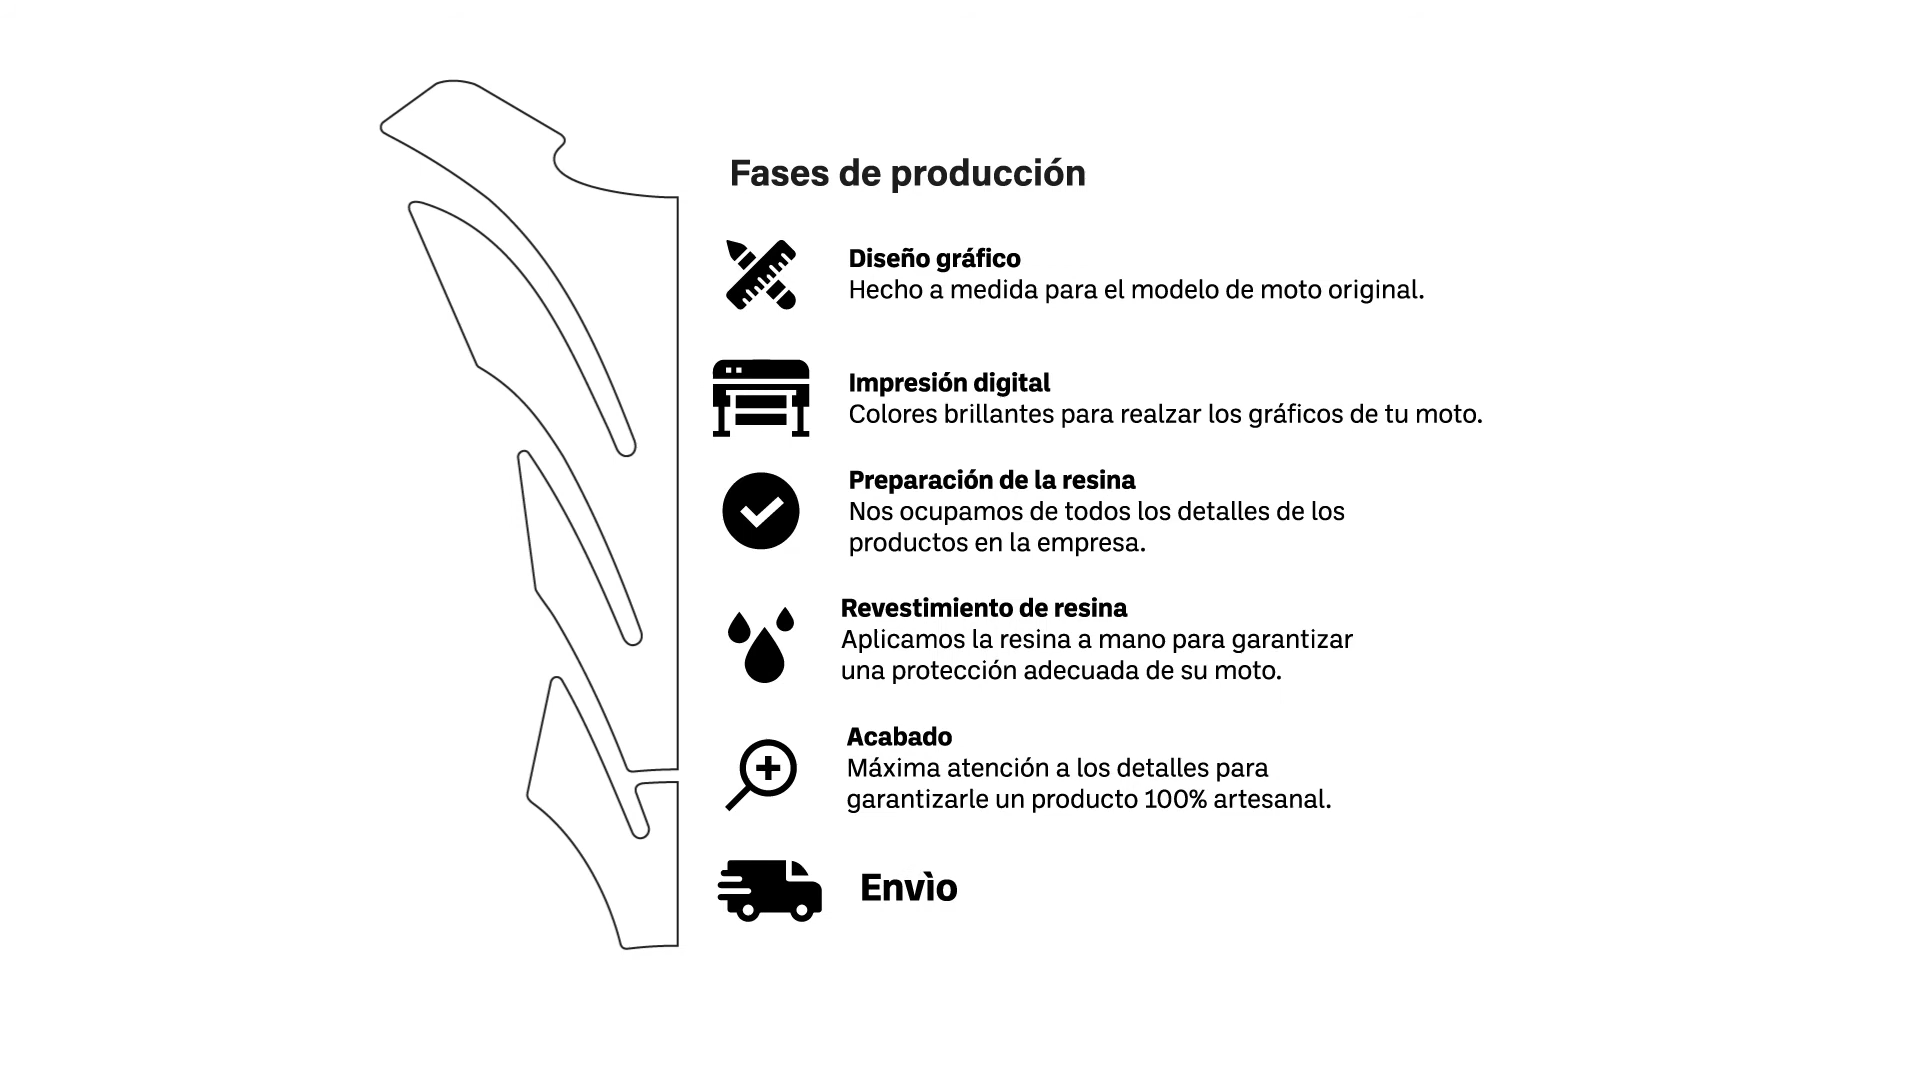 Fases de producción
Diseño gráfico
Hecho a medida para el modelo de moto original.
Impresión digital
Colores brillantes para realzar los gráficos de tu moto.
Preparación de la resina
Nos ocupamos de todos los detalles de los
productos en la empresa.
Revestimiento de resina
Aplicamos la resina a mano para garantizar
una protección adecuada de su moto.
Acabado
Máxima atención a los detalles para
garantizarle un producto 100% artesanal.
Envìo